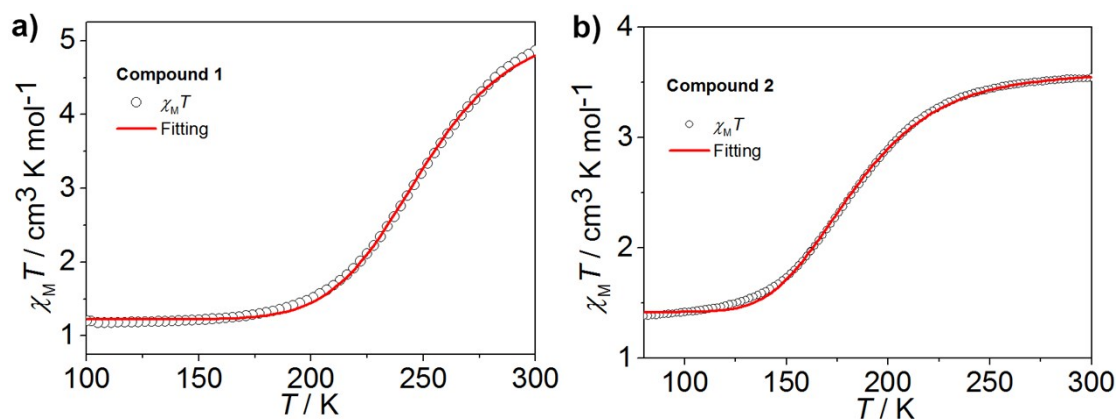 a)
χMT / cm3 K mol-1
5
4
3
2
1
Compound 1
χMT
Fitting
100 150 200 250 300
T / K
b)
χMT / cm3 K mol-1
4
3
2
1
Compound 2
χMT
Fitting
100 150 200 250 300
T / K